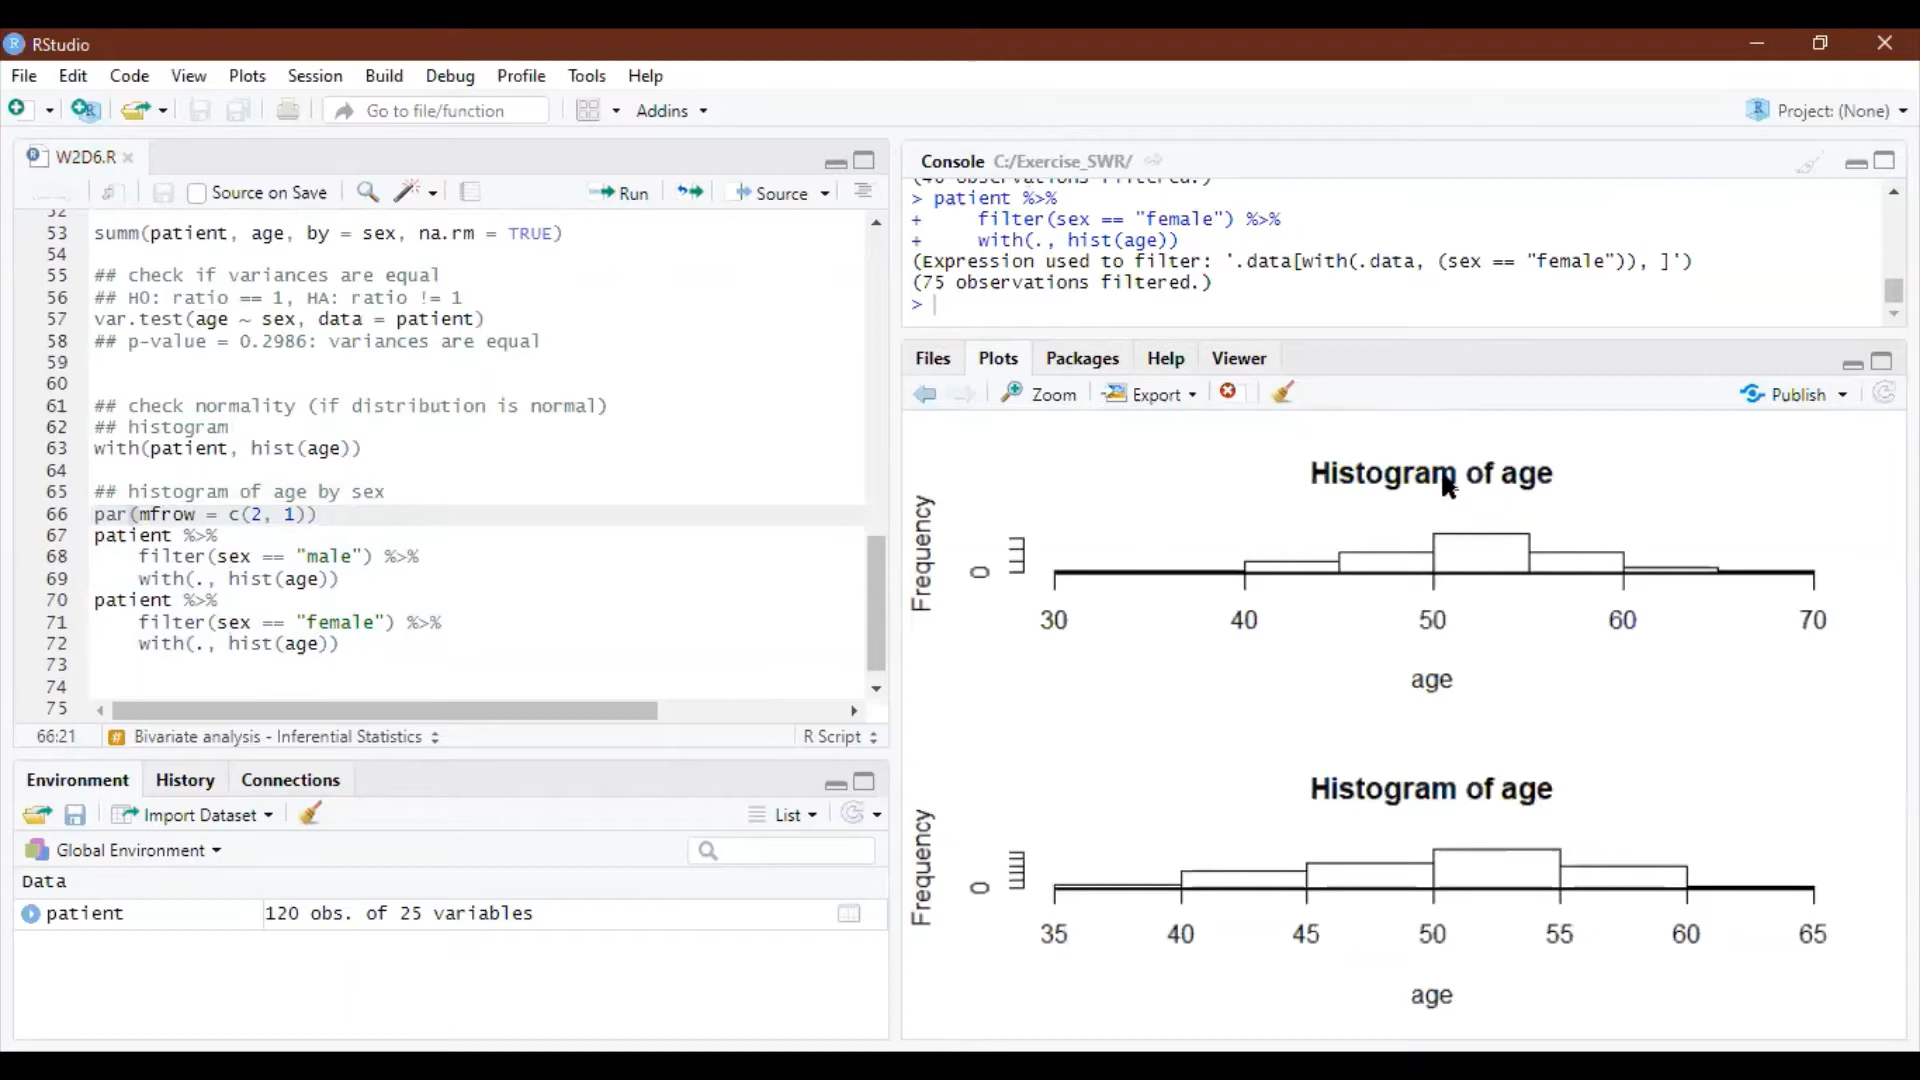 RStudio
File Edit Code View Plots Session Build Debug Profile Tools Help
Go to file/function Addins Project: (None)
W2D6.R
Source on Save Run Source
52
53 summ(patient, age, by = sex, na.rm = TRUE)
54
55 ## check if variances are equal
56 ## HO: ratio == 1, HA: ratio != 1
57 var.test(age ~ sex, data = patient)
58 ## p-value = 0.2986: variances are equal
59
60
61 ## check normality (if distribution is normal)
62 ## histogram
63 with(patient, hist(age))
64
65 ## histogram of age by sex
66 par(mfrow = c(2, 1))
67 patient %>%
68 filter(sex == "male") %>%
69 with(., hist(age))
70 patient %>%
71 filter(sex == "female") %>%
72 with(., hist(age))
73
74
75
66:21 Bivariate analysis - Inferential Statistics R Script
Environment History Connections
Import Dataset List
Global Environment
Data
patient 120 obs. of 25 variables
Console C:/Exercise_SWR/
> patient %>%
+ filter(sex == "female") %>%
+ with(., hist(age))
(Expression used to filter: '.data[with(.data, (sex == "female")), ]')
(75 observations filtered.)
>
Files Plots Packages Help Viewer
Zoom Export Publish
Histogram of age
Frequency
0
30 40 50 60 70
age
Histogram of age
Frequency
0
35 40 45 50 55 60 65
age